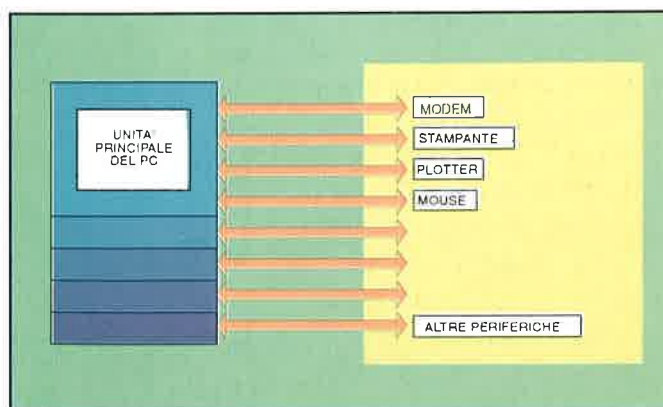 UNITA'
PRINCIPALE
DEL PC
MODEM
STAMPANTE
PLOTTER
MOUSE
ALTRE PERIFERICHE